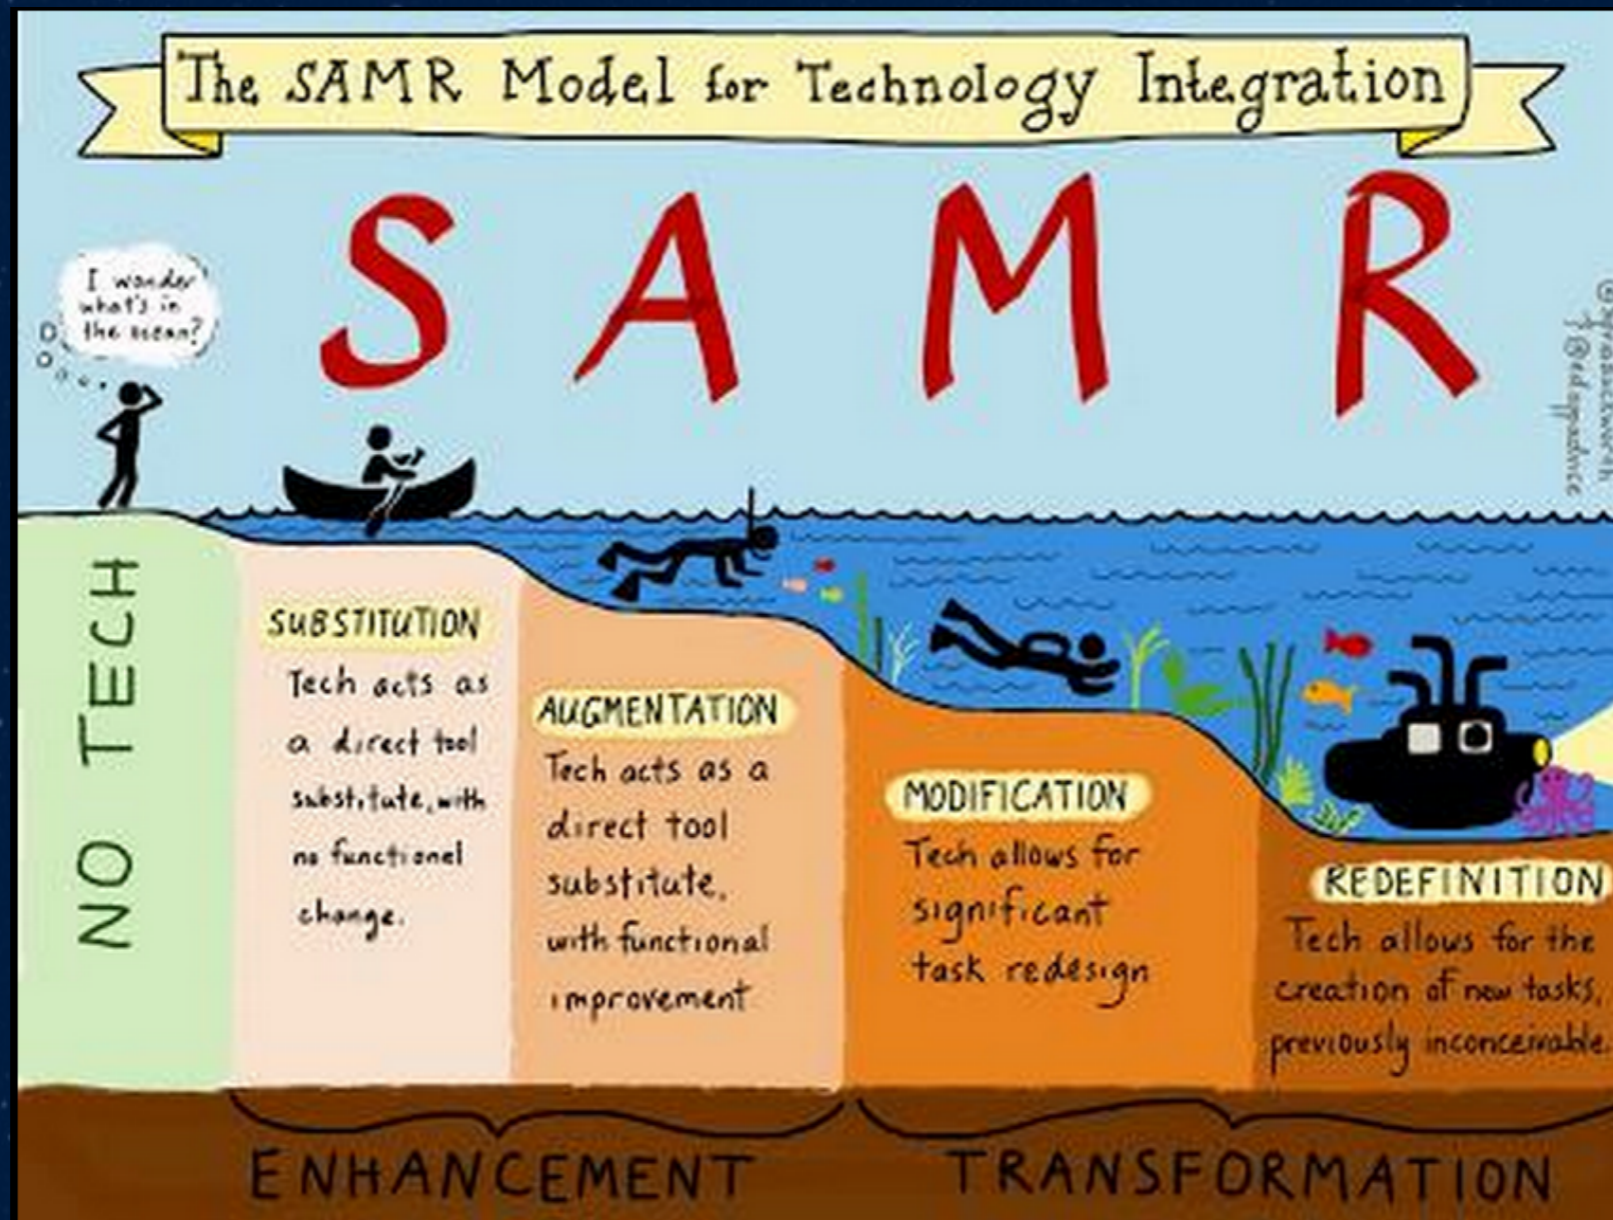 The SAMR Model for Technology Integration
S A M R
I wonder
what's in
the ocean?
NO TECH
SUBSTITUTION
Tech acts as
a direct tool
substitute, with
no functional
change.
AUGMENTATION
Tech acts as a
direct tool
substitute,
with functional
improvement
MODIFICATION
Tech allows for
significant
task redesign
REDEFINITION
Tech allows for the
creation of new tasks,
previously inconceivable.
ENHANCEMENT
TRANSFORMATION